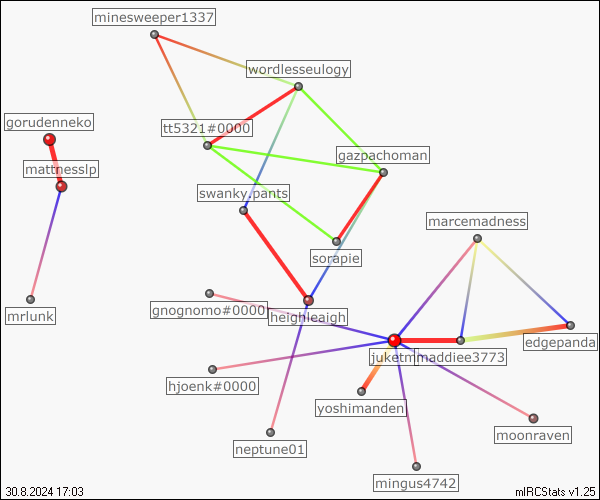 minesweeper1337
wordlesseulogy
gorudenneko
tt5321#0000
gazpachoman
mattnesslp
swanky.pants
marcemadness
sorapie
gnognomo#0000
heighleaigh
mrlunk
edgepanda
maddiee3773
hjoenk#0000
yoshimanden
moonraven
neptune01
mingus4742
30.8.2024 17:03
mIRCStats v1.25